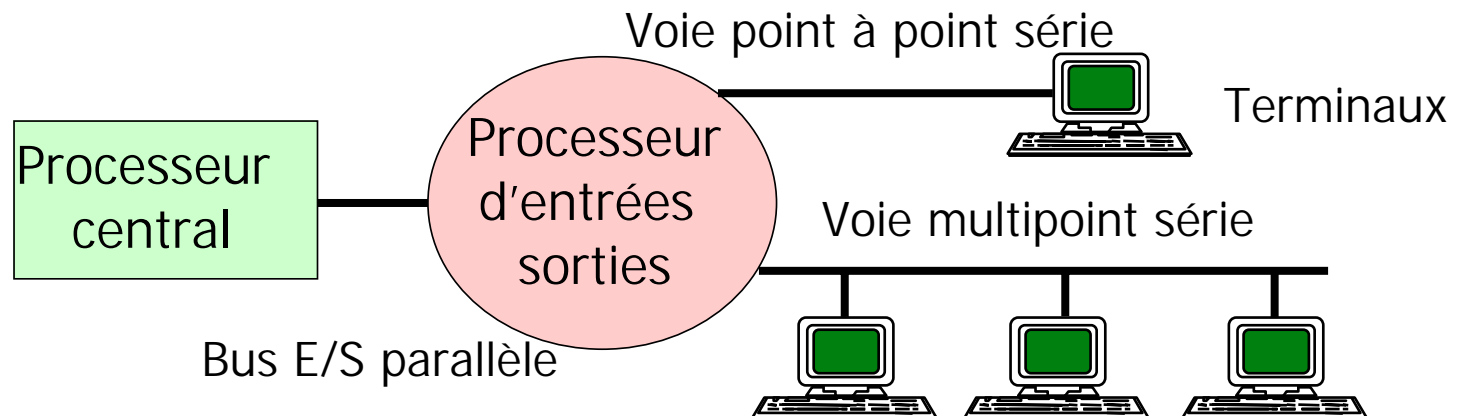 Voie point à point série
Terminaux
Processeur
central
Processeur
d'entrées
sorties
Voie multipoint série
Bus E/S parallèle